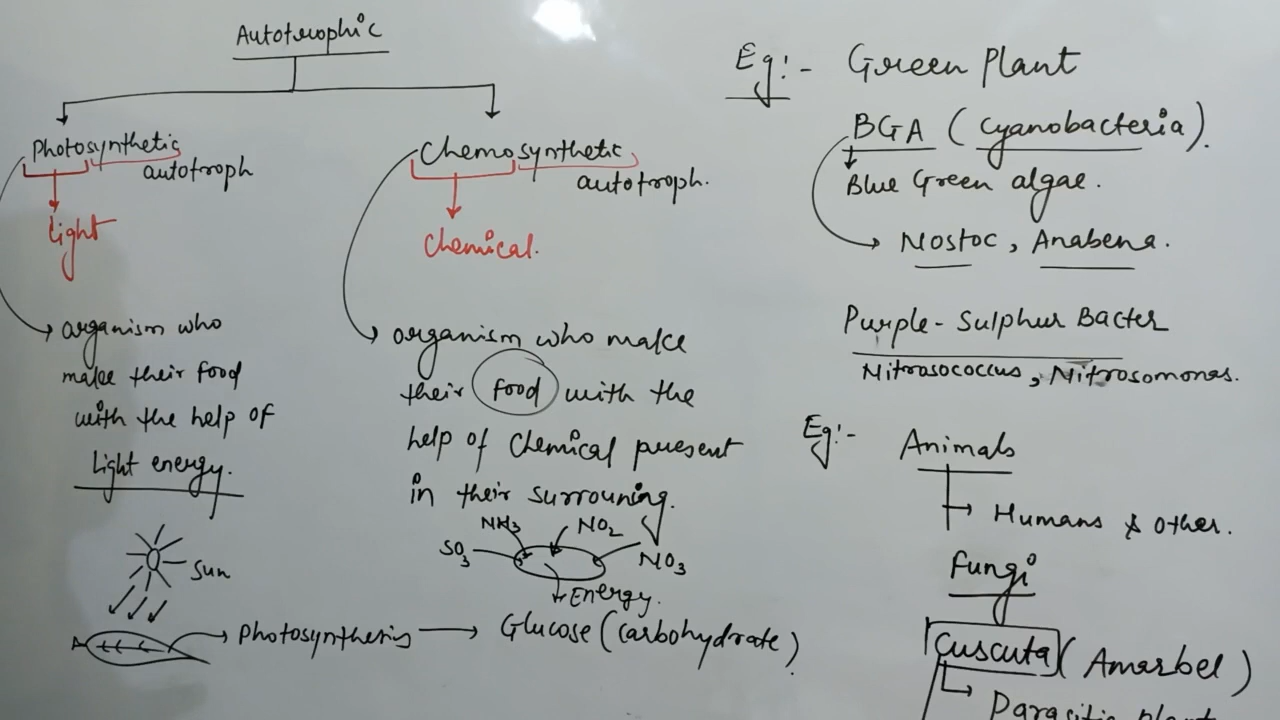 Autotrophic
Photosynthetic
autotroph
light
organism who
make their food
with the help of
Light energy.
Sun
Photosynthesis → Glucose (carbohydrate)
Chemosynthetic
autotroph.
chemical.
organism who make
their food with the
help of chemical present
in their surrouning.
NH3 NO2
SO3 NO3
Energy.
Eg:- Green Plant
BGA (Cyanobacteria).
Blue Green algae.
Nostoc, Anabena.
Purple-Sulphur Bacter
Nitrosococcus, Nitrosomonas.
Eg:- Animals
Humans & other.
Fungi
Cuscuta (Amarbel)
Parasitic plant